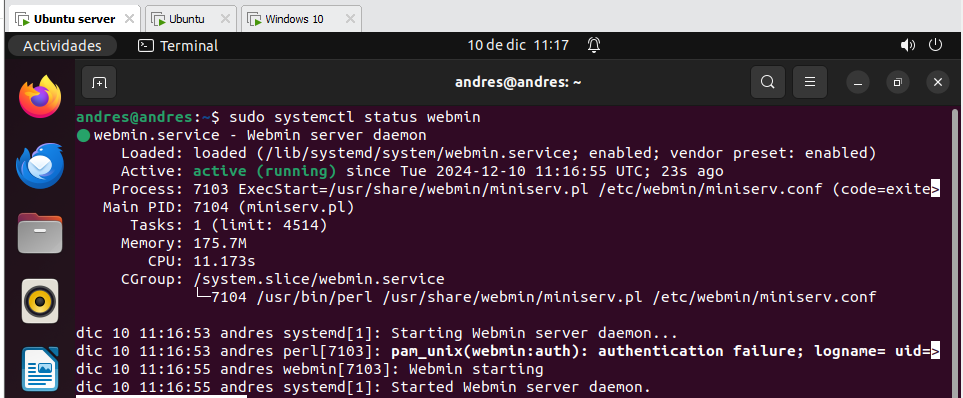 Ubuntu server Ubuntu Windows 10
Actividades Terminal 10 de dic 11:17
andres@andres: ~
andres@andres:~$ sudo systemctl status webmin
webmin.service - Webmin server daemon
Loaded: loaded (/lib/systemd/system/webmin.service; enabled; vendor preset: enabled)
Active: active (running) since Tue 2024-12-10 11:16:55 UTC; 23s ago
Process: 7103 ExecStart=/usr/share/webmin/miniserv.pl /etc/webmin/miniserv.conf (code=exite>
Main PID: 7104 (miniserv.pl)
Tasks: 1 (limit: 4514)
Memory: 175.7M
CPU: 11.173s
CGroup: /system.slice/webmin.service
└─7104 /usr/bin/perl /usr/share/webmin/miniserv.pl /etc/webmin/miniserv.conf
dic 10 11:16:53 andres systemd[1]: Starting Webmin server daemon...
dic 10 11:16:53 andres perl[7103]: pam_unix(webmin:auth): authentication failure; logname= uid=>
dic 10 11:16:55 andres webmin[7103]: Webmin starting
dic 10 11:16:55 andres systemd[1]: Started Webmin server daemon.